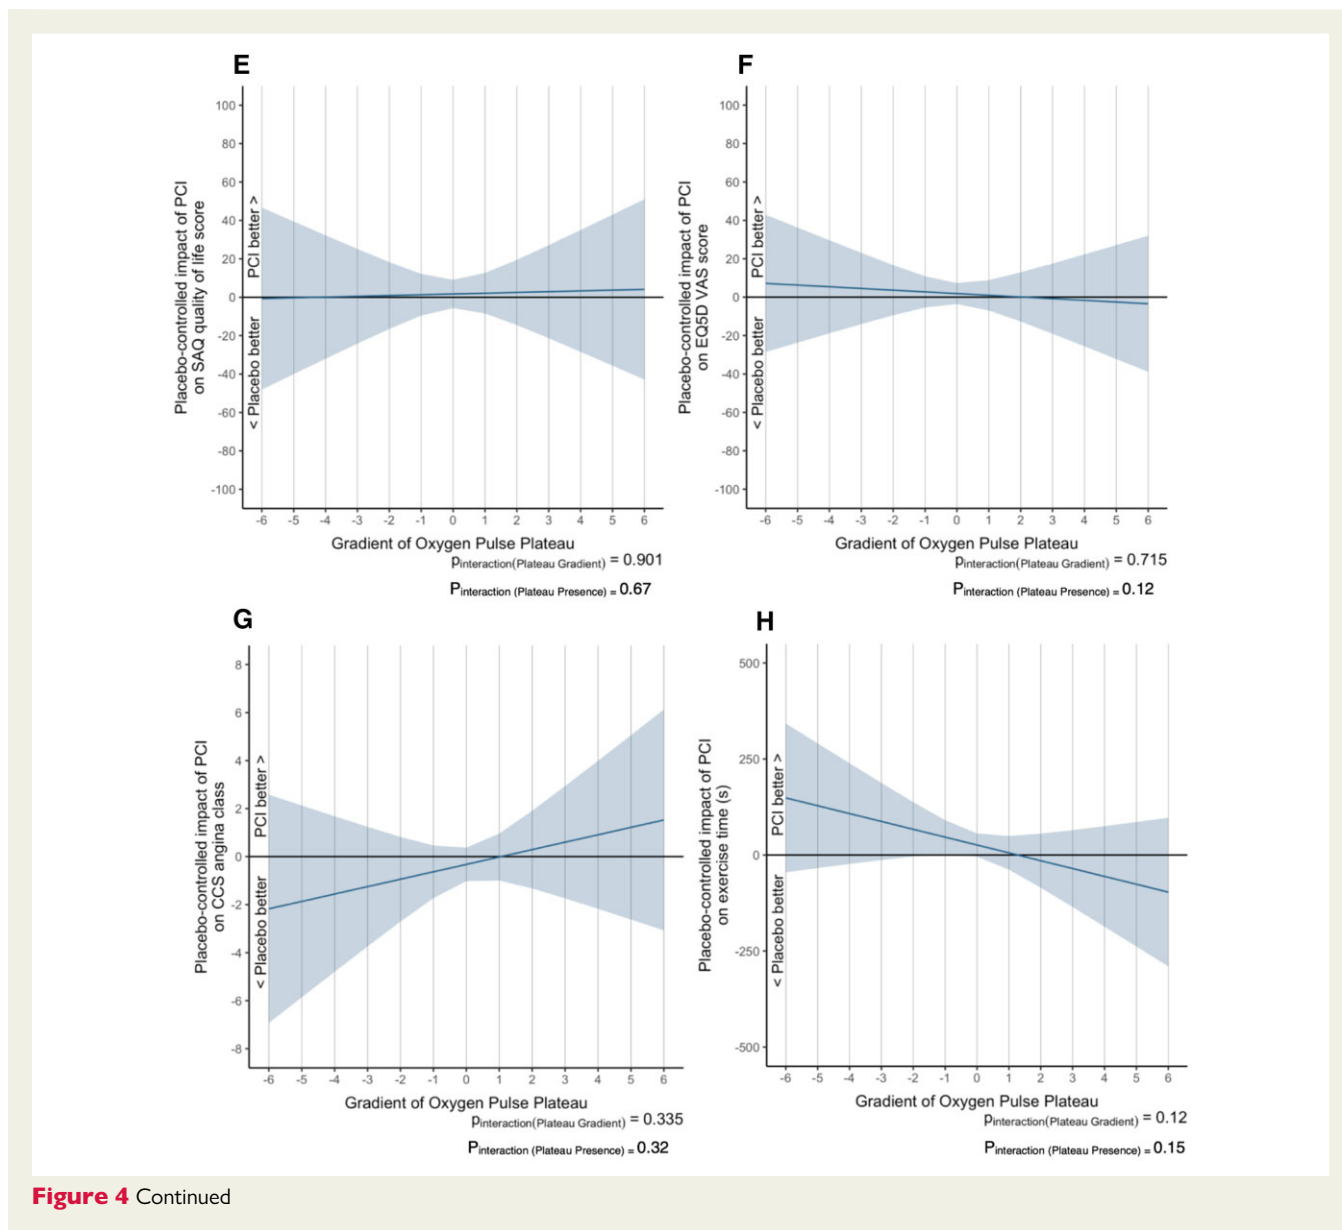 E
Placebo-controlled impact of PCI
on SAQ quality of life score
< Placebo better
PCI better >
100
80
60
40
20
0
-20
-40
-60
-80
-100
-6 -5 -4 -3 -2 -1 0 1 2 3 4 5 6
Gradient of Oxygen Pulse Plateau
pinteraction(Plateau Gradient) = 0.901
Pinteraction (Plateau Presence) = 0.67
F
Placebo-controlled impact of PCI
on EQ5D VAS score
< Placebo better
PCI better >
100
80
60
40
20
0
-20
-40
-60
-80
-100
-6 -5 -4 -3 -2 -1 0 1 2 3 4 5 6
Gradient of Oxygen Pulse Plateau
pinteraction(Plateau Gradient) = 0.715
Pinteraction (Plateau Presence) = 0.12
G
Placebo-controlled impact of PCI
on CCS angina class
< Placebo better
PCI better >
8
6
4
2
0
-2
-4
-6
-8
-6 -5 -4 -3 -2 -1 0 1 2 3 4 5 6
Gradient of Oxygen Pulse Plateau
pinteraction(Plateau Gradient) = 0.335
Pinteraction (Plateau Presence) = 0.32
H
Placebo-controlled impact of PCI
on exercise time (s)
< Placebo better
PCI better >
500
250
0
-250
-500
-6 -5 -4 -3 -2 -1 0 1 2 3 4 5 6
Gradient of Oxygen Pulse Plateau
pinteraction(Plateau Gradient) = 0.12
Pinteraction (Plateau Presence) = 0.15
Figure 4 Continued